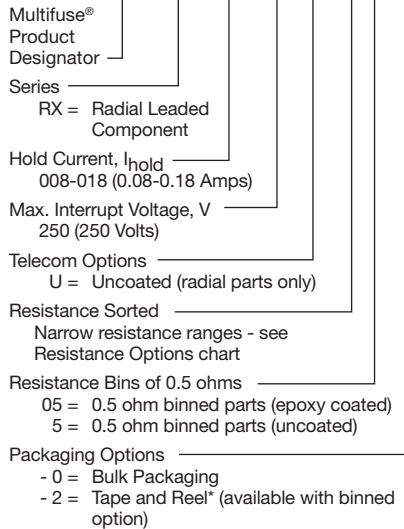 Multifuse®
Product
Designator
Series
RX = Radial Leaded
Component
Hold Current, Ihold
008-018 (0.08-0.18 Amps)
Max. Interrupt Voltage, V
250 (250 Volts)
Telecom Options
U = Uncoated (radial parts only)
Resistance Sorted
Narrow resistance ranges - see
Resistance Options chart
Resistance Bins of 0.5 ohms
05 = 0.5 ohm binned parts (epoxy coated)
5 = 0.5 ohm binned parts (uncoated)
Packaging Options
- 0 = Bulk Packaging
- 2 = Tape and Reel* (available with binned
option)